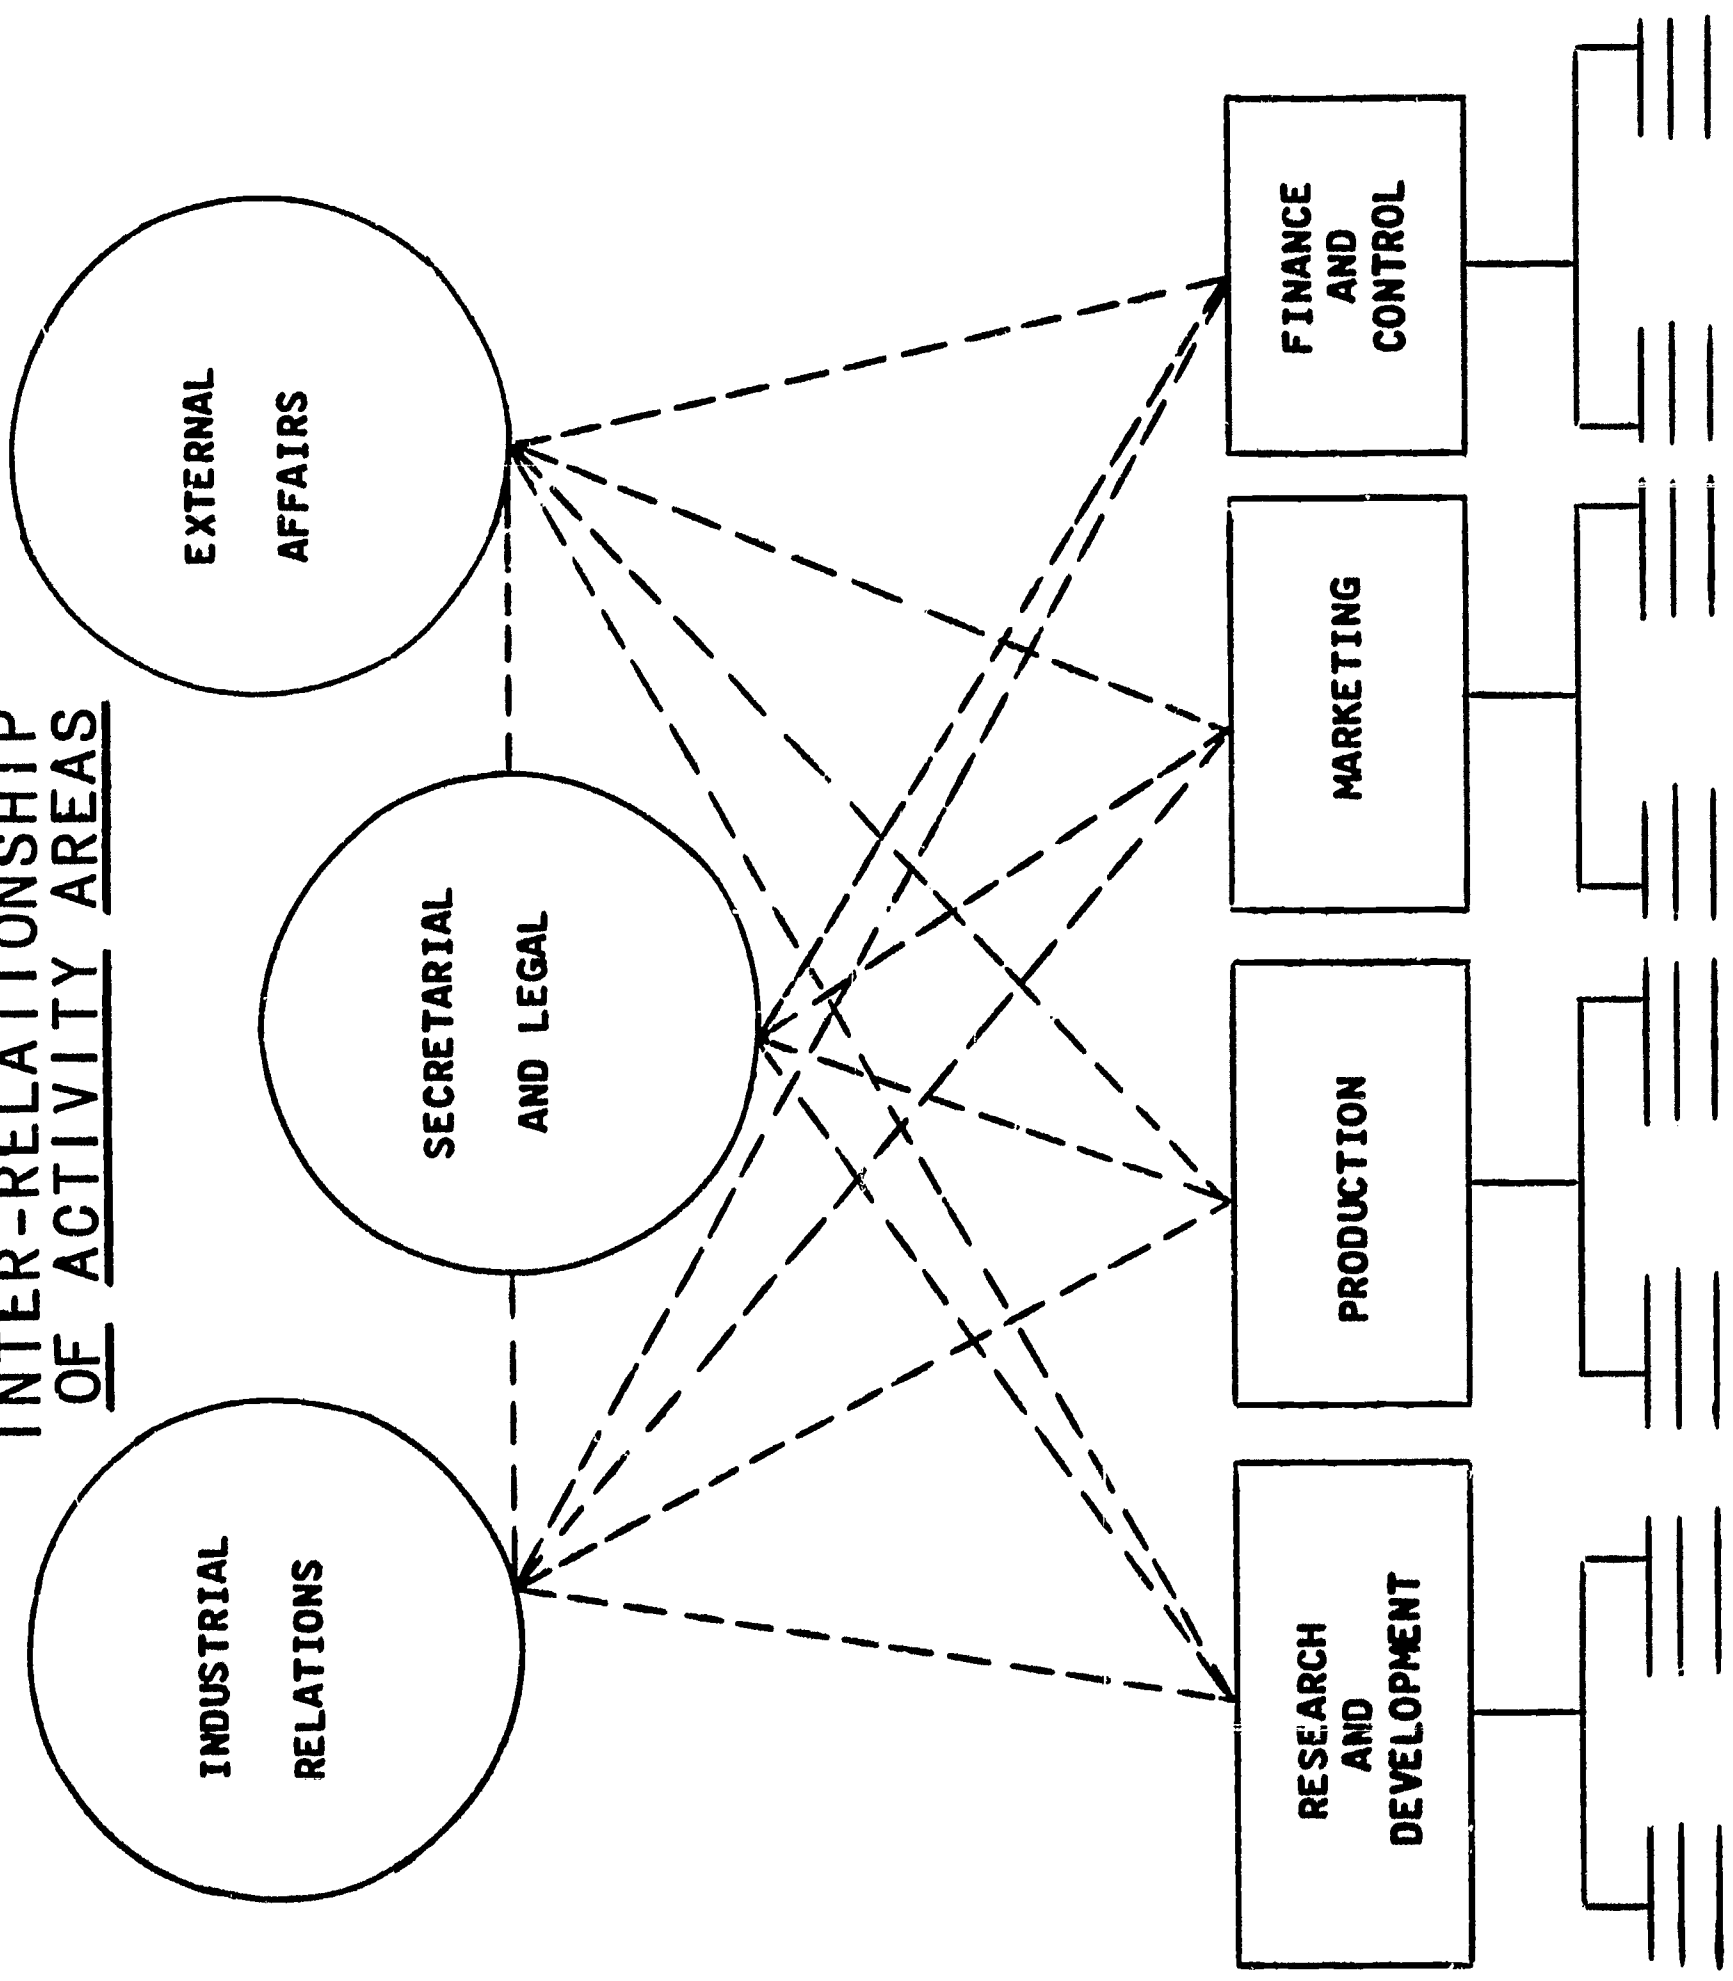 INTER-RELATIONSHIP
OF ACTIVITY AREAS
INDUSTRIAL
RELATIONS
SECRETARIAL
AND LEGAL
EXTERNAL
AFFAIRS
RESEARCH
AND
DEVELOPMENT
PRODUCTION
MARKETING
FINANCE
AND
CONTROL